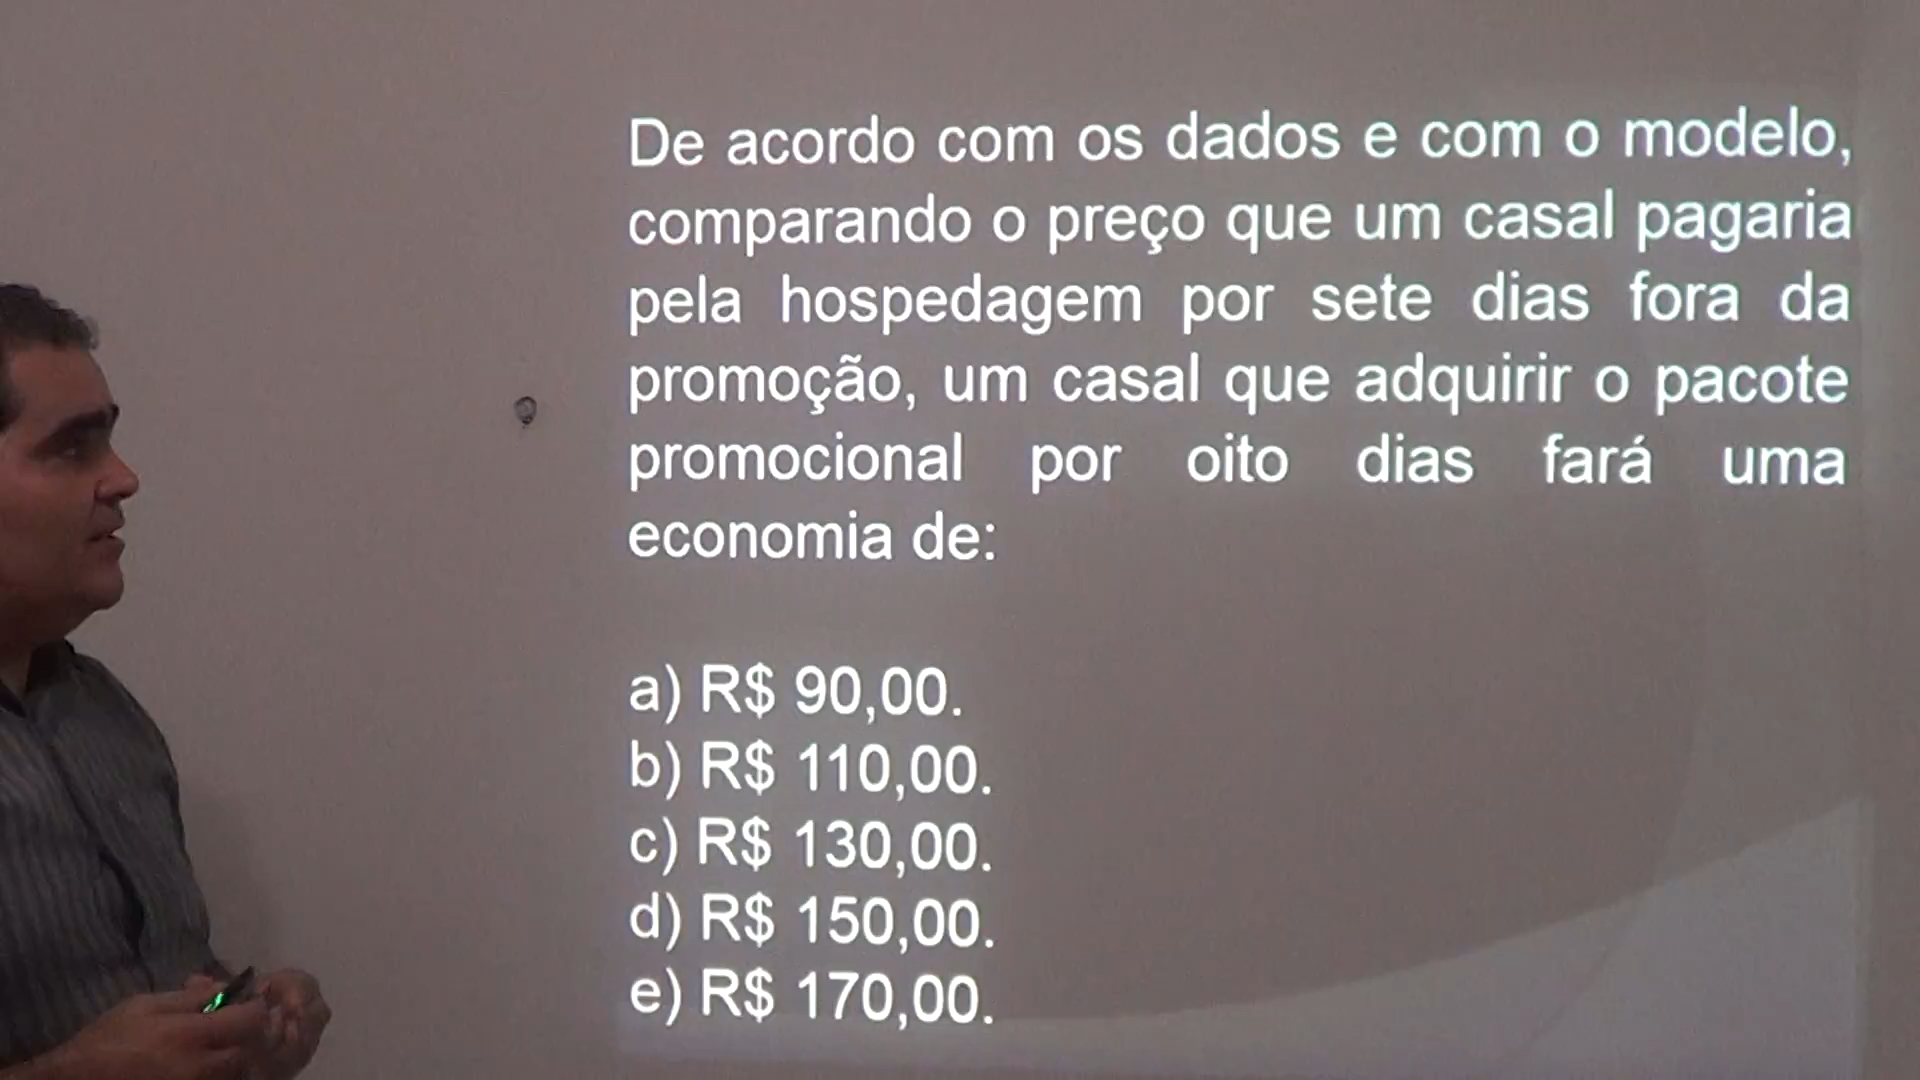 De acordo com os dados e com o modelo,
comparando o preço que um casal pagaria
pela hospedagem por sete dias fora da
promoção, um casal que adquirir o pacote
promocional por oito dias fará uma
economia de:
a) R$ 90,00.
b) R$ 110,00.
c) R$ 130,00.
d) R$ 150,00.
e) R$ 170,00.